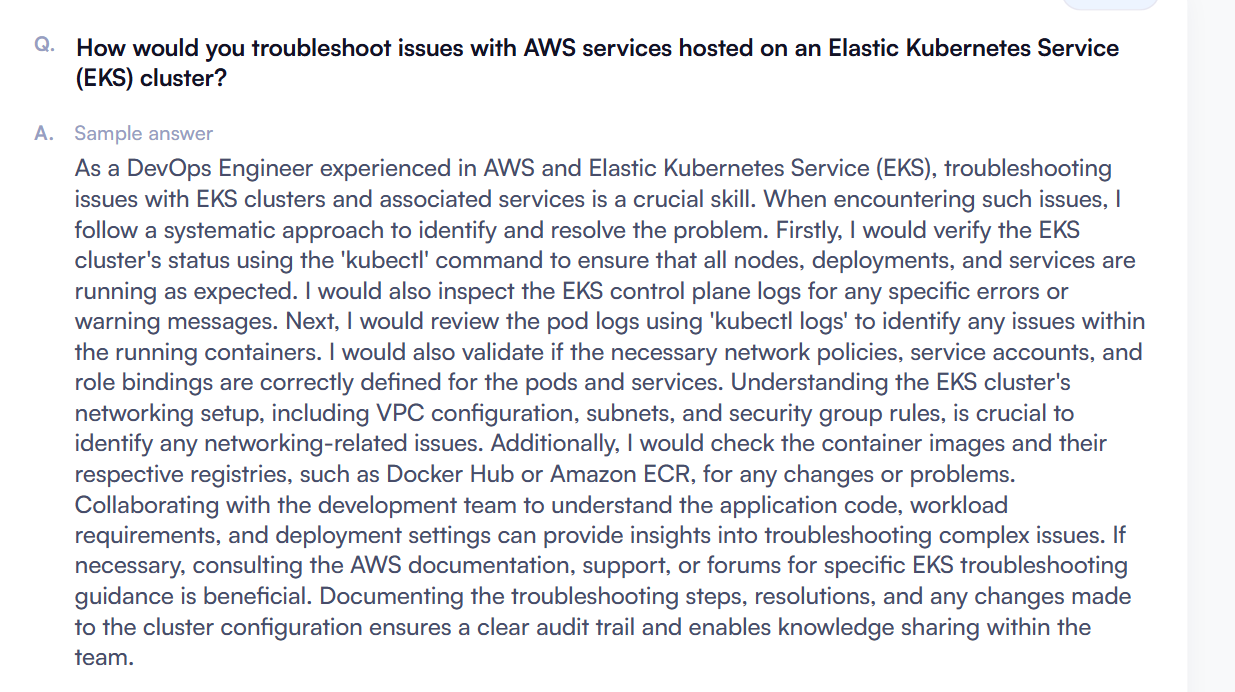 Q. How would you troubleshoot issues with AWS services hosted on an Elastic Kubernetes Service
(EKS) cluster?
A. Sample answer
As a DevOps Engineer experienced in AWS and Elastic Kubernetes Service (EKS), troubleshooting
issues with EKS clusters and associated services is a crucial skill. When encountering such issues, I
follow a systematic approach to identify and resolve the problem. Firstly, I would verify the EKS
cluster's status using the 'kubectl' command to ensure that all nodes, deployments, and services are
running as expected. I would also inspect the EKS control plane logs for any specific errors or
warning messages. Next, I would review the pod logs using 'kubectl logs' to identify any issues within
the running containers. I would also validate if the necessary network policies, service accounts, and
role bindings are correctly defined for the pods and services. Understanding the EKS cluster's
networking setup, including VPC configuration, subnets, and security group rules, is crucial to
identify any networking-related issues. Additionally, I would check the container images and their
respective registries, such as Docker Hub or Amazon ECR, for any changes or problems.
Collaborating with the development team to understand the application code, workload
requirements, and deployment settings can provide insights into troubleshooting complex issues. If
necessary, consulting the AWS documentation, support, or forums for specific EKS troubleshooting
guidance is beneficial. Documenting the troubleshooting steps, resolutions, and any changes made
to the cluster configuration ensures a clear audit trail and enables knowledge sharing within the
team.